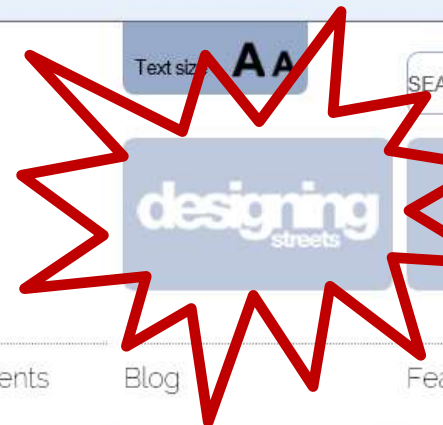 Text size A A
SEA
designing
streets
ents Blog Fea